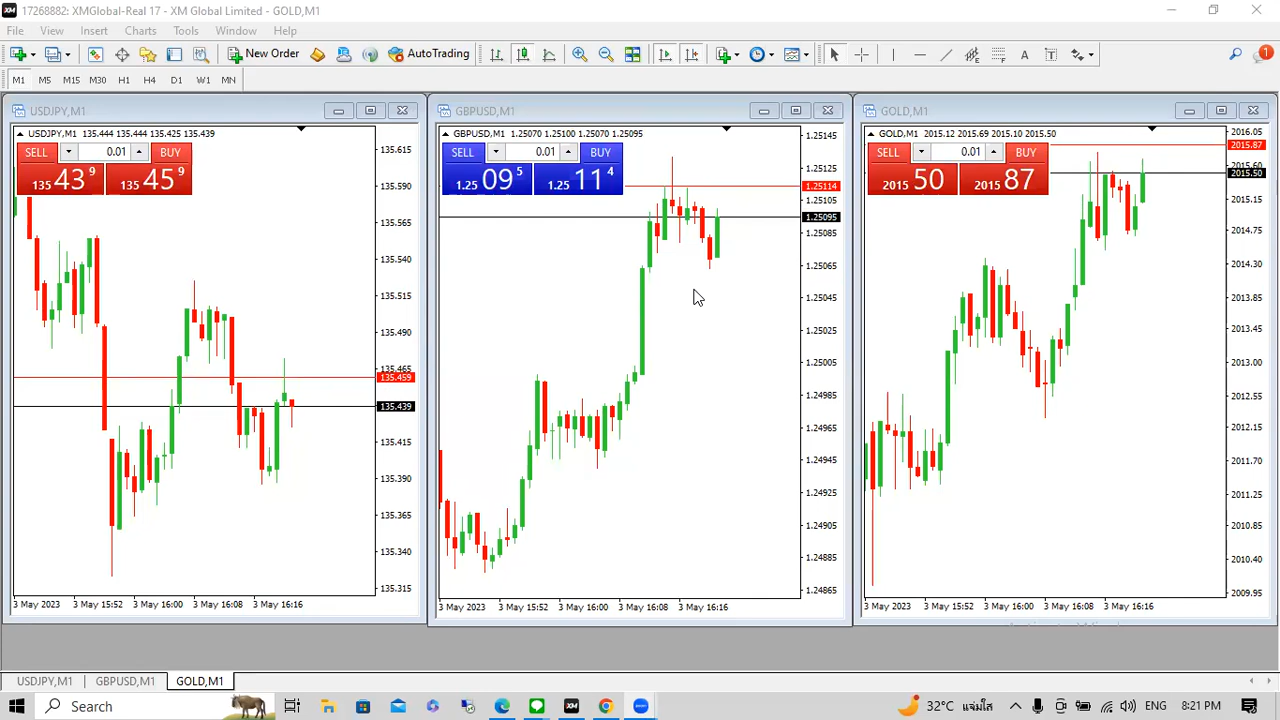 17268882: XMGlobal-Real 17 - XM Global Limited - GOLD,M1
File View Insert Charts Tools Window Help
New Order AutoTrading 1
M1 M5 M15 M30 H1 H4 D1 W1 MN
USDJPY,M1
USDJPY,M1 135.444 135.444 135.425 135.439
SELL 0.01 BUY
135 43 9 135 45 9
135.615
135.590
135.565
135.540
135.515
135.490
135.465
135.459
135.439
135.415
135.390
135.365
135.340
135.315
3 May 2023 3 May 15:52 3 May 16:00 3 May 16:08 3 May 16:16
GBPUSD,M1
GBPUSD,M1 1.25070 1.25100 1.25070 1.25095
SELL 0.01 BUY
1.25 09 5 1.25 11 4
1.25145
1.25125
1.25114
1.25105
1.25095
1.25085
1.25065
1.25045
1.25025
1.25005
1.24985
1.24965
1.24945
1.24925
1.24905
1.24885
1.24865
3 May 2023 3 May 15:52 3 May 16:00 3 May 16:08 3 May 16:16
GOLD,M1
GOLD,M1 2015.12 2015.69 2015.10 2015.50
SELL 0.01 BUY
2015 50 2015 87
2016.05
2015.87
2015.60
2015.50
2015.15
2014.75
2014.30
2013.85
2013.45
2013.00
2012.55
2012.15
2011.70
2011.25
2010.85
2010.40
2009.95
3 May 2023 3 May 15:52 3 May 16:00 3 May 16:08 3 May 16:16
USDJPY,M1 GBPUSD,M1 GOLD,M1
Search 32°C แจ่มใส ENG 8:21 PM